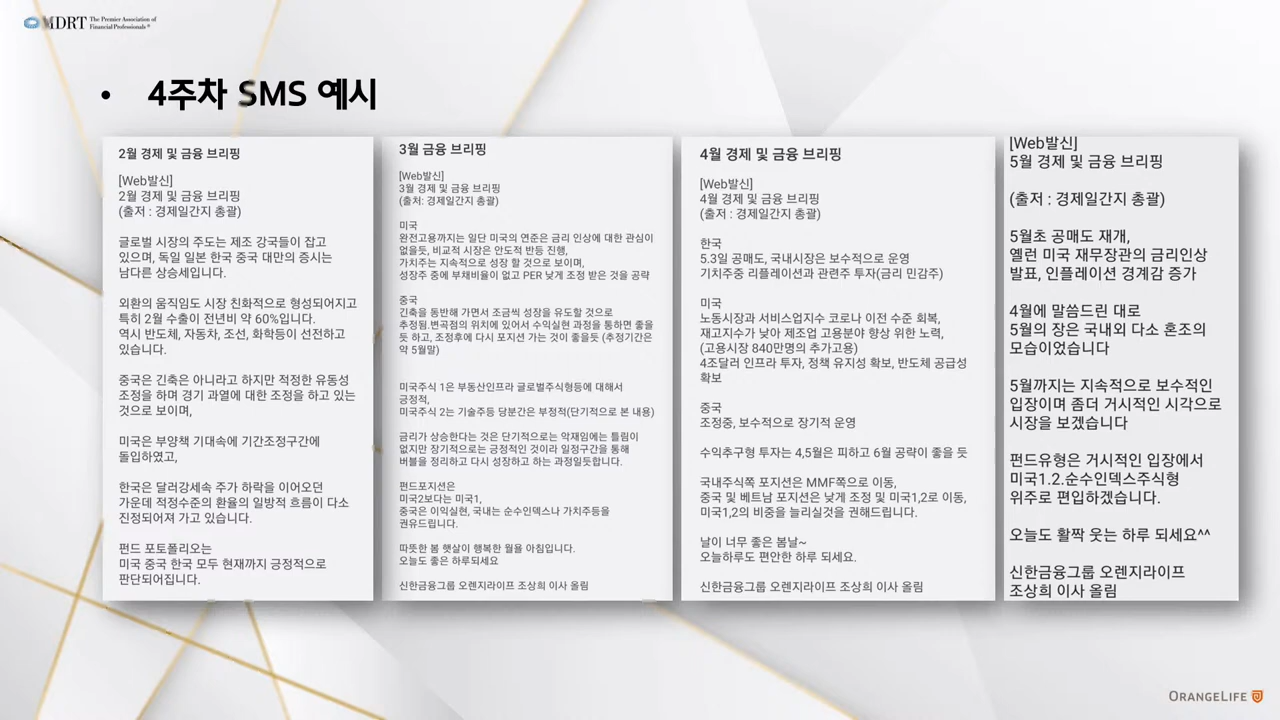 MDRT The Premier Association of
Financial Professionals®
• 4주차 SMS 예시
2월 경제 및 금융 브리핑
[Web발신]
2월 경제 및 금융 브리핑
(출처 : 경제일간지 총괄)
글로벌 시장의 주도는 제조 강국들이 잡고
있으며, 독일 일본 한국 중국 대만의 증시는
남다른 상승세입니다.
외환의 움직임도 시장 친화적으로 형성되어지고
특히 2월 수출이 전년비 약 60%입니다.
역시 반도체, 자동차, 조선, 화학등이 선전하고
있습니다.
중국은 긴축은 아니라고 하지만 적정한 유동성
조정을 하며 경기 과열에 대한 조정을 하고 있는
것으로 보이며,
미국은 부양책 기대속에 기간조정구간에
돌입하였고,
한국은 달러강세속 주가 하락을 이어오던
가운데 적정수준의 환율의 일방적 흐름이 다소
진정되어져 가고 있습니다.
펀드 포토폴리오는
미국 중국 한국 모두 현재까지 긍정적으로
판단되어집니다.
3월 금융 브리핑
[Web발신]
3월 경제 및 금융 브리핑
(출처: 경제일간지 총괄)
미국
완전고용까지는 일단 미국의 연준은 금리 인상에 대한 관심이
없을듯, 비교적 시장은 안도적 반등 진행,
가치주는 지속적으로 성장 할 것으로 보이며,
성장주 중에 부채비율이 없고 PER 낮게 조정 받은 것을 공략
중국
긴축을 동반해 가면서 조금씩 성장을 유도할 것으로
추정됨.변곡점의 위치에 있어서 수익실현 과정을 통하면 좋을
듯 하고, 조정후에 다시 포지션 가는 것이 좋을듯 (추정기간은
약 5월말)
미국주식 1은 부동산인프라 글로벌주식형등에 대해서
긍정적,
미국주식 2는 기술주등 당분간은 부정적(단기적으로 본 내용)
금리가 상승한다는 것은 단기적으로는 악재임에는 틀림이
없지만 장기적으로는 긍정적인 것이라 일정구간을 통해
버블을 정리하고 다시 성장하고 하는 과정일듯합니다.
펀드포지션은
미국2보다는 미국1,
중국은 이익실현, 국내는 순수인덱스나 가치주등을
권유드립니다.
따뜻한 봄 햇살이 행복한 월을 아침입니다.
오늘도 좋은 하루되세요
신한금융그룹 오렌지라이프 조상희 이사 올림
4월 경제 및 금융 브리핑
[Web발신]
4월 경제 및 금융 브리핑
(출처 : 경제일간지 총괄)
한국
5.3일 공매도, 국내시장은 보수적으로 운영
기치주중 리플레이션과 관련주 투자(금리 민감주)
미국
노동시장과 서비스업지수 코로나 이전 수준 회복,
재고지수가 낮아 제조업 고용분야 향상 위한 노력,
(고용시장 840만명의 추가고용)
4조달러 인프라 투자, 정책 유지성 확보, 반도체 공급성
확보
중국
조정중, 보수적으로 장기적 운영
수익추구형 투자는 4,5월은 피하고 6월 공략이 좋을 듯
국내주식쪽 포지션은 MMF쪽으로 이동,
중국 및 베트남 포지션은 낮게 조정 및 미국1,2로 이동,
미국1,2의 비중을 늘리실것을 권해드립니다.
날이 너무 좋은 봄날~
오늘하루도 편안한 하루 되세요.
신한금융그룹 오렌지라이프 조상희 이사 올림
[Web발신]
5월 경제 및 금융 브리핑
(출저 : 경제일간지 총괄)
5월초 공매도 재개,
옐런 미국 재무장관의 금리인상
발표, 인플레이션 경계감 증가
4월에 말씀드린 대로
5월의 장은 국내외 다소 혼조의
모습이었습니다
5월까지는 지속적으로 보수적인
입장이며 좀더 거시적인 시각으로
시장을 보겠습니다
펀드유형은 거시적인 입장에서
미국1.2.순수인덱스주식형
위주로 편입하겠습니다.
오늘도 활짝 웃는 하루 되세요^^
신한금융그룹 오렌지라이프
조상희 이사 올림
ORANGELIFE